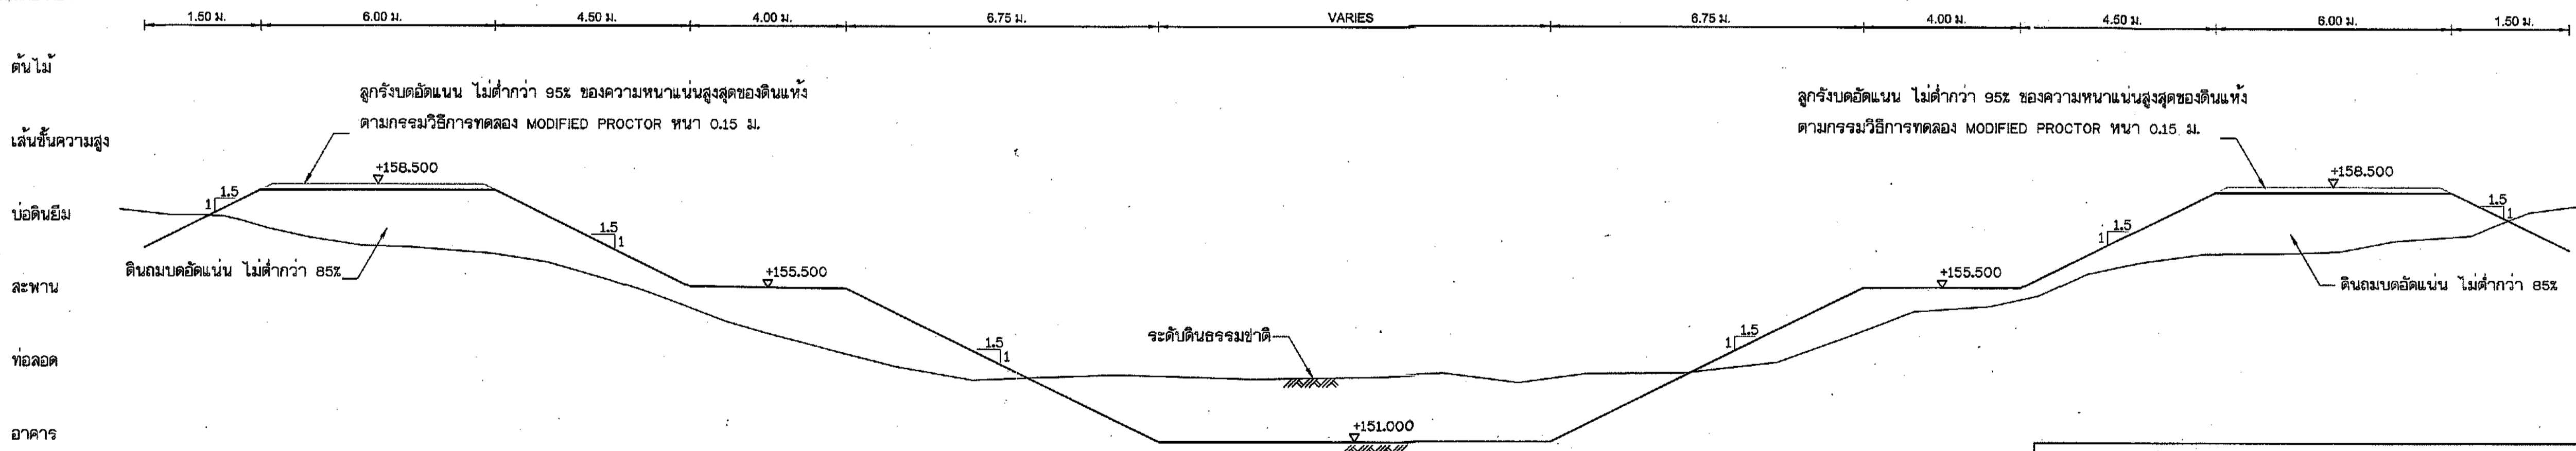 1.50 ม. 6.00 ม. 4.50 ม. 4.00 ม. 6.75 ม. VARIES 6.75 ม. 4.00 ม. 4.50 ม. 6.00 ม. 1.50 ม.
ต้นไม้
ลูกรังบดอัดแนน ไม่ต่ำกว่า 95% ของความหนาแน่นสูงสุดของดินแห้ง
ตามกรรมวิธีการทดลอง MODIFIED PROCTOR หนา 0.15 ม.
ลูกรังบดอัดแนน ไม่ต่ำกว่า 95% ของความหนาแน่นสูงสุดของดินแห้ง
ตามกรรมวิธีการทดลอง MODIFIED PROCTOR หนา 0.15 ม.
เส้นชั้นความสูง
+158.500
+158.500
1.5
1
1.5
1
บ่อดินยืม
1.5
1
1.5
1
ดินถมบดอัดแน่น ไม่ต่ำกว่า 85%
ดินถมบดอัดแน่น ไม่ต่ำกว่า 85%
สะพาน
+155.500
+155.500
ระดับดินธรรมชาติ
1.5
1
1.5
1
ท่อลอด
+151.000
อาคาร